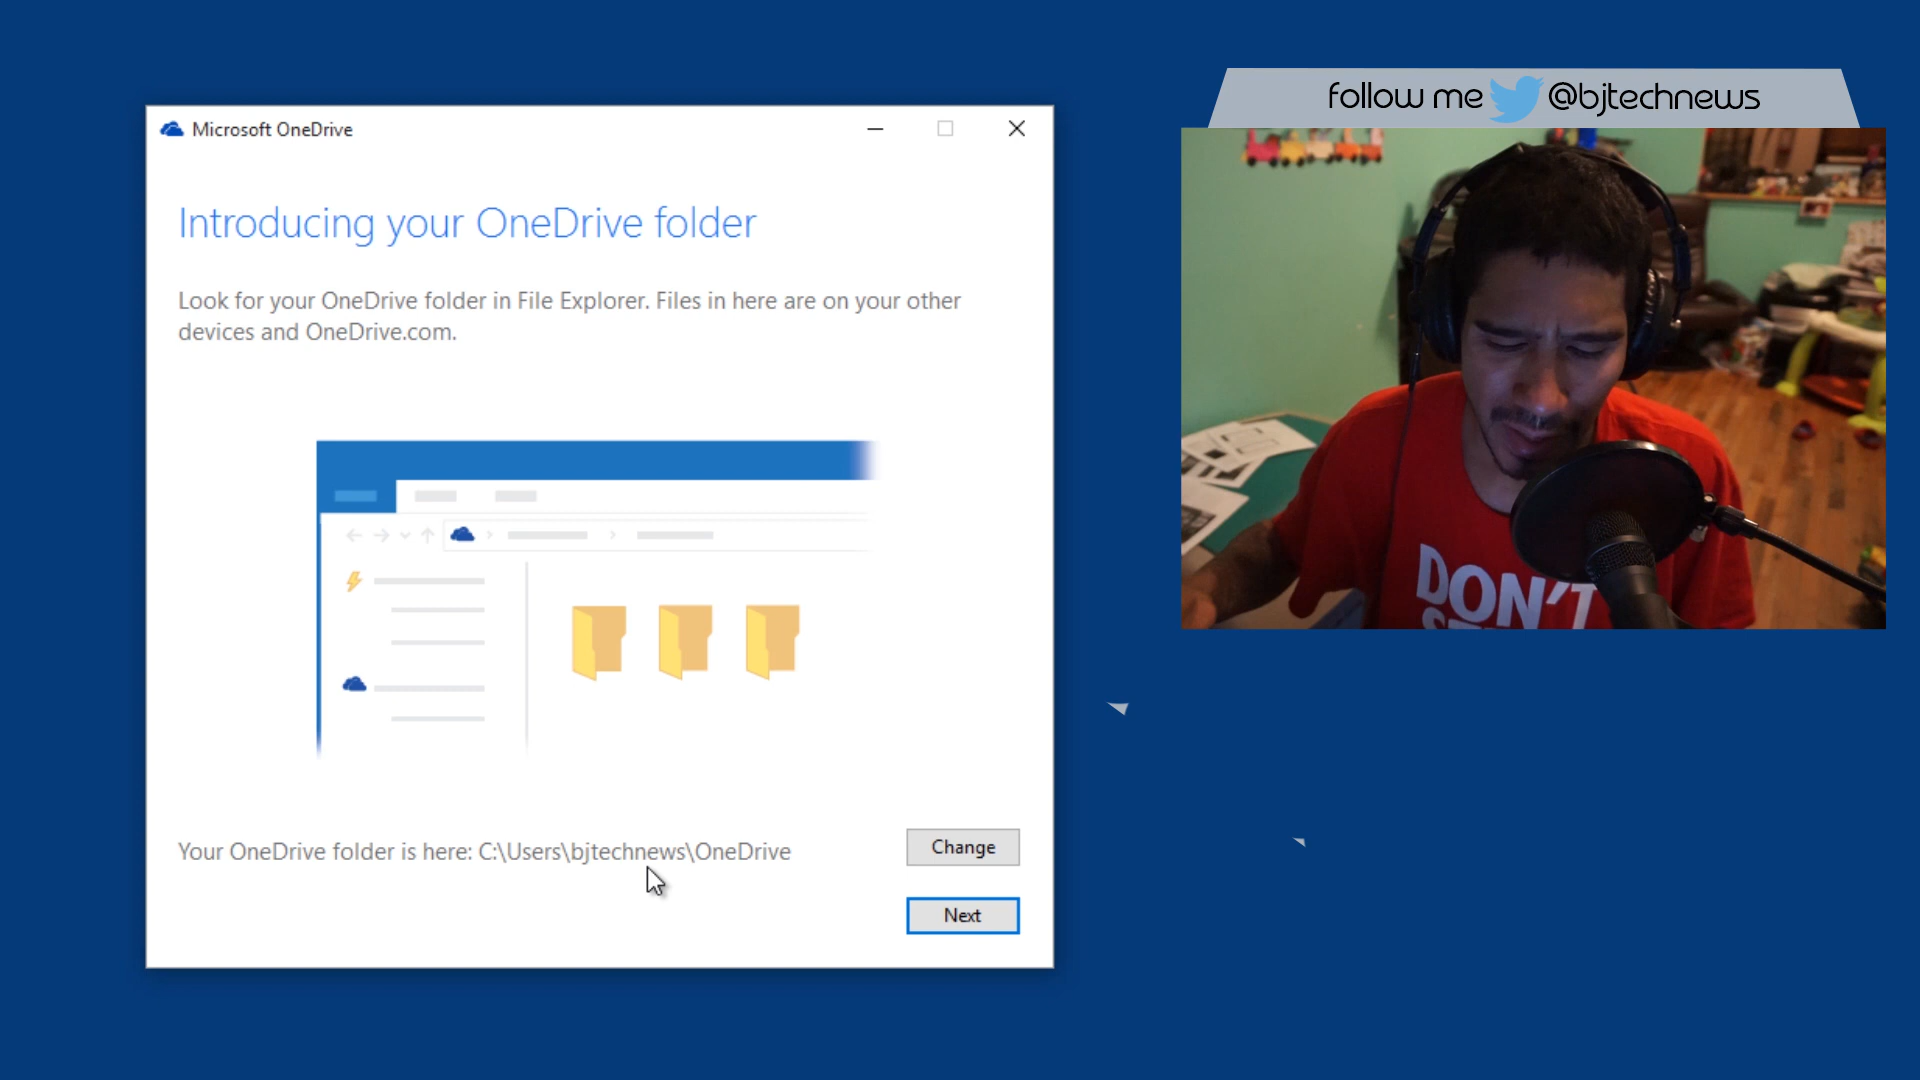 follow me @bjtechnews
Microsoft OneDrive
Introducing your OneDrive folder
Look for your OneDrive folder in File Explorer. Files in here are on your other
devices and OneDrive.com.
Your OneDrive folder is here: C:\Users\bjtechnews\OneDrive
Change
Next
DON'T